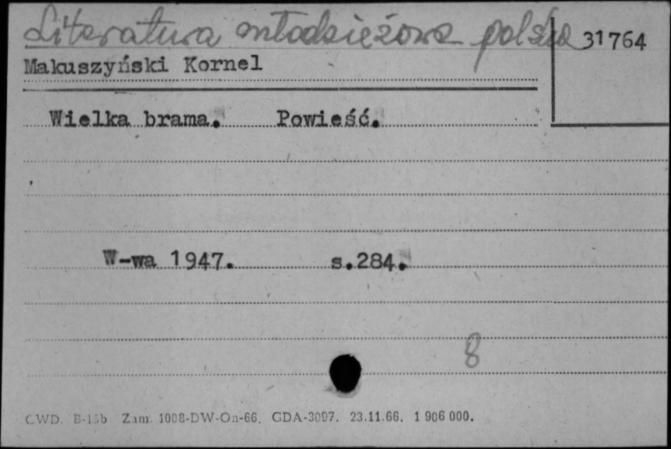 Literatura młodzieżowa polska 31764
Makuszyński Kornel
Wielka brama. Powieść.
W-wa 1947. s.284.
8
CWD. B-15b Zam. 1008-DW-On-66. GDA-3097. 23.11.66. 1 906 000.